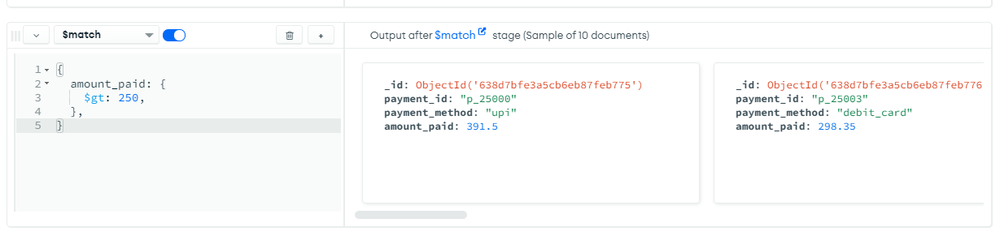 $match
+
Output after $match stage (Sample of 10 documents)
1 {
2 amount_paid: {
3 $gt: 250,
4 },
5 }
_id: ObjectId('638d7bfe3a5cb6eb87feb775')
payment_id: "p_25000"
payment_method: "upi"
amount_paid: 391.5
_id: ObjectId('638d7bfe3a5cb6eb87feb776
payment_id: "p_25003"
payment_method: "debit_card"
amount_paid: 298.35